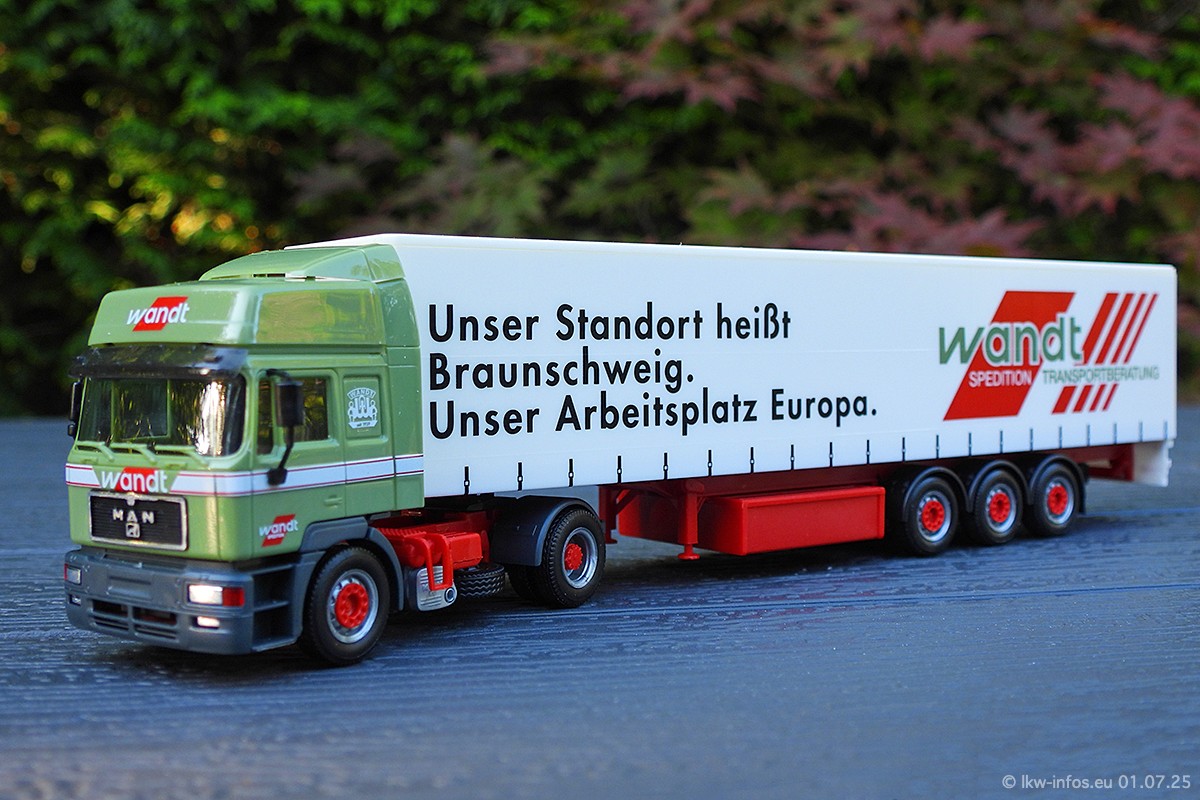 wandt
wandt
MAN
wandt
WANDT
Unser Standort heißt
Braunschweig.
Unser Arbeitsplatz Europa.
wandt
SPEDITION TRANSPORTBERATUNG
© lkw-infos.eu 01.07.25